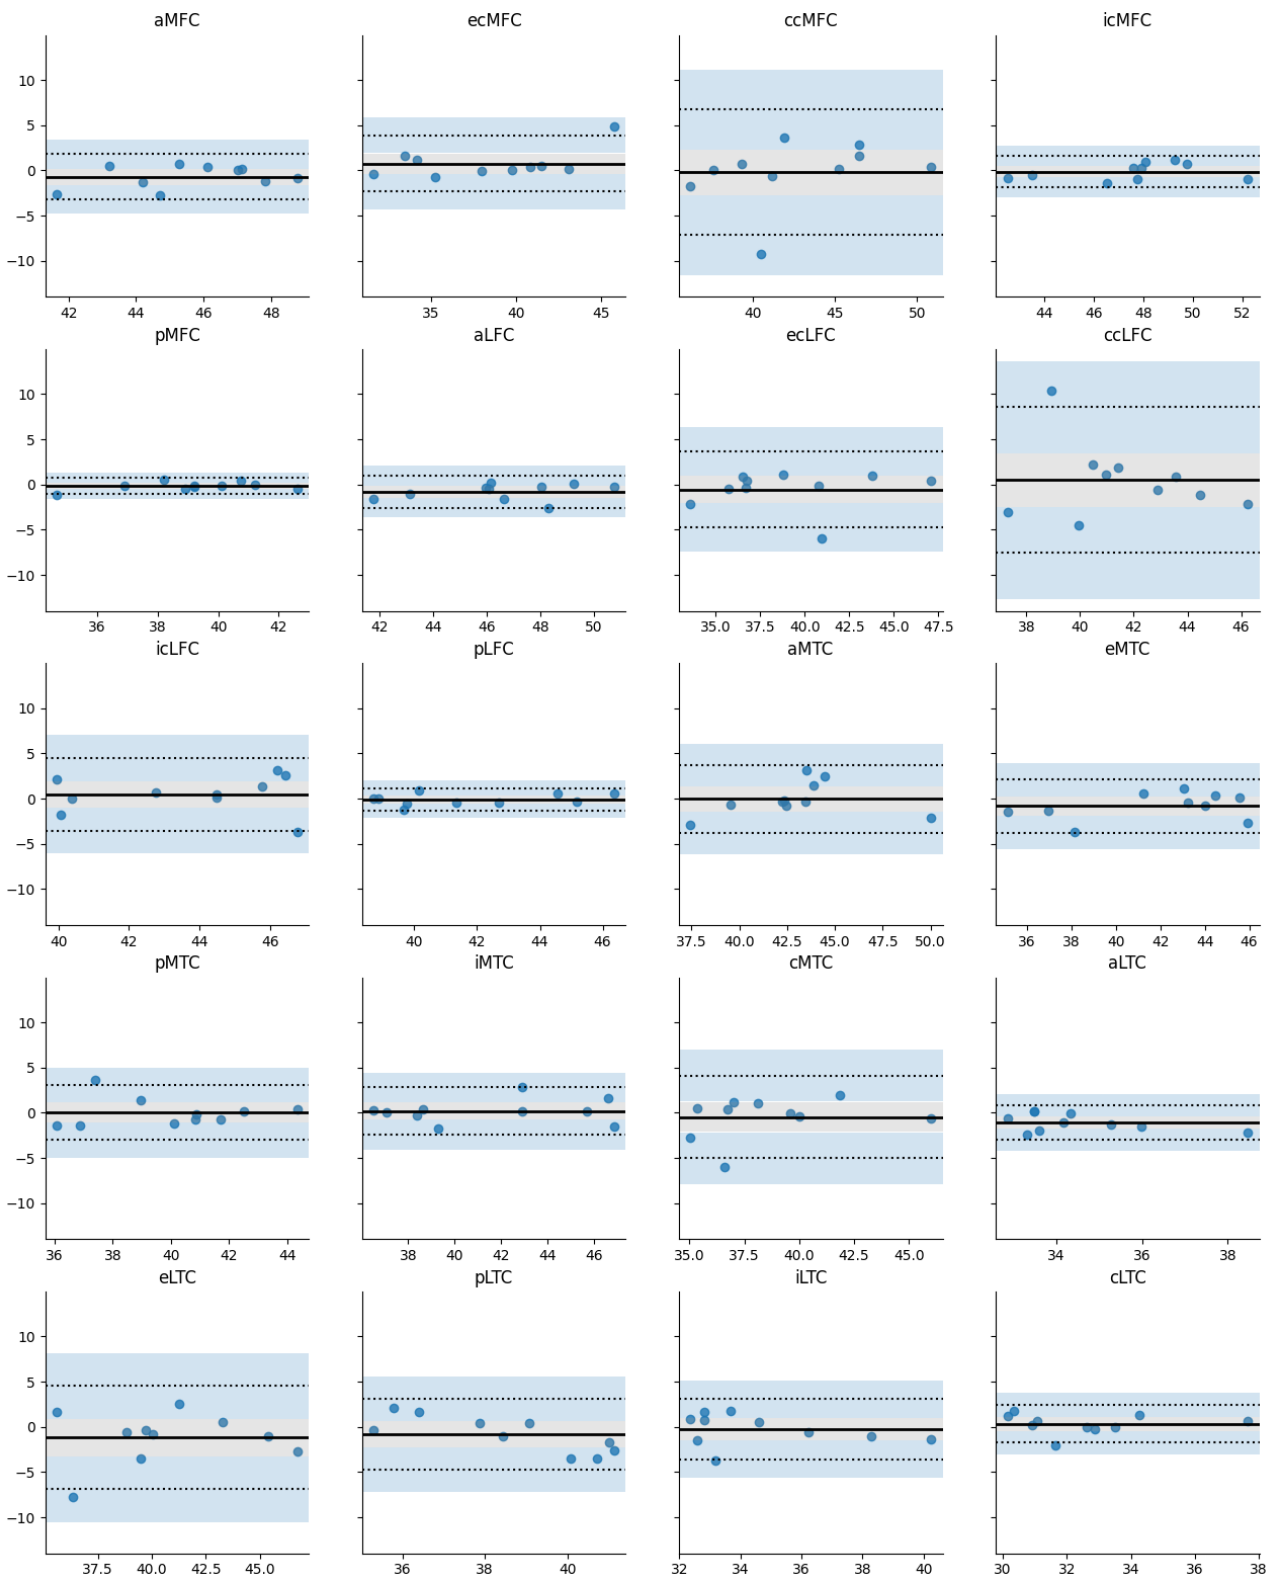 aMFC ecMFC ccMFC icMFC
10
5
0
−5
−10
42 44 46 48 35 40 45 40 45 50 44 46 48 50 52
pMFC aLFC ecLFC ccLFC
10
5
0
−5
−10
36 38 40 42 42 44 46 48 50 35.0 37.5 40.0 42.5 45.0 47.5 38 40 42 44 46
icLFC pLFC aMTC eMTC
10
5
0
−5
−10
40 42 44 46 40 42 44 46 37.5 40.0 42.5 45.0 47.5 50.0 36 38 40 42 44 46
pMTC iMTC cMTC aLTC
10
5
0
−5
−10
36 38 40 42 44 38 40 42 44 46 35.0 37.5 40.0 42.5 45.0 34 36 38
eLTC pLTC iLTC cLTC
10
5
0
−5
−10
37.5 40.0 42.5 45.0 36 38 40 32 34 36 38 40 30 32 34 36 38